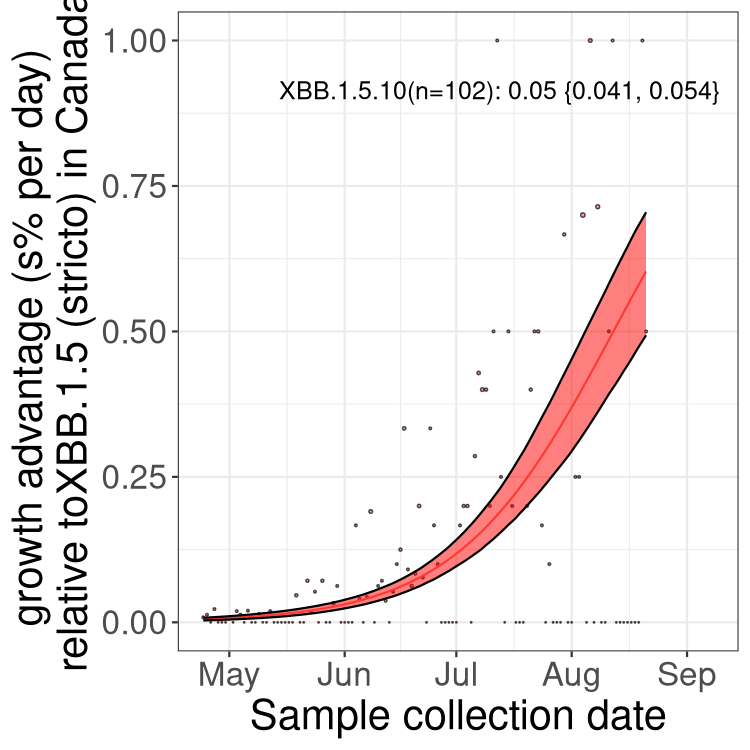 growth advantage (s% per day)
relative toXBB.1.5 (stricto) in Canada
1.00
0.75
0.50
0.25
0.00
XBB.1.5.10(n=102): 0.05 {0.041, 0.054}
May Jun Jul Aug Sep
Sample collection date